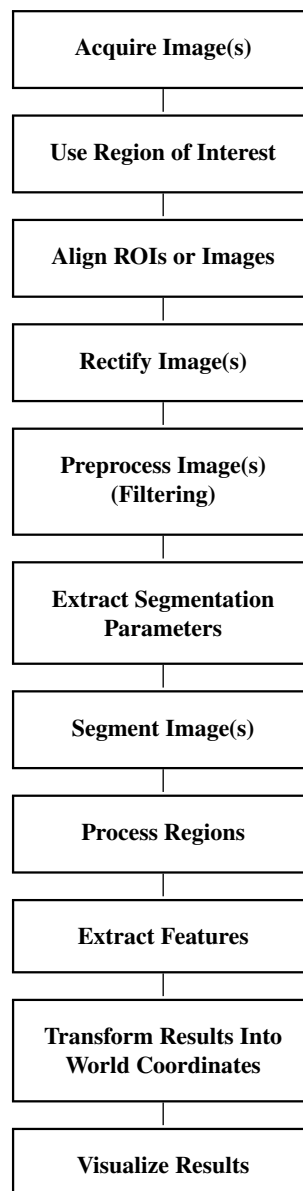 Acquire Image(s)
Use Region of Interest
Align ROIs or Images
Rectify Image(s)
Preprocess Image(s)
(Filtering)
Extract Segmentation
Parameters
Segment Image(s)
Process Regions
Extract Features
Transform Results Into
World Coordinates
Visualize Results